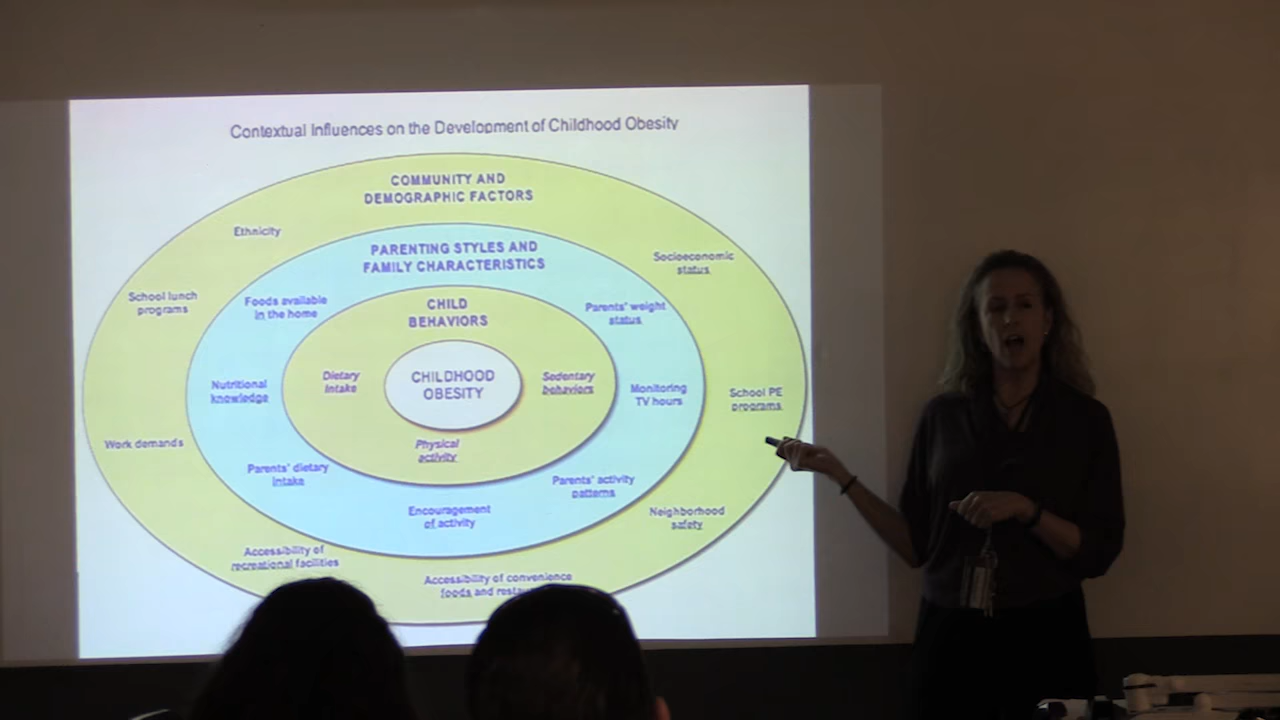 Contextual Influences on the Development of Childhood Obesity
COMMUNITY AND
DEMOGRAPHIC FACTORS
Ethnicity
PARENTING STYLES AND
FAMILY CHARACTERISTICS
Socioeconomic
status
School lunch
programs
Foods available
in the home
CHILD
BEHAVIORS
Parents' weight
status
Nutritional
knowledge
Dietary
Intake
CHILDHOOD
OBESITY
Sedentary
behaviors
Monitoring
TV hours
School PE
programs
Work demands
Physical
activity
Parents' dietary
intake
Parents' activity
patterns
Encouragement
of activity
Neighborhood
safety
Accessibility of
recreational facilities
Accessibility of convenience
foods and